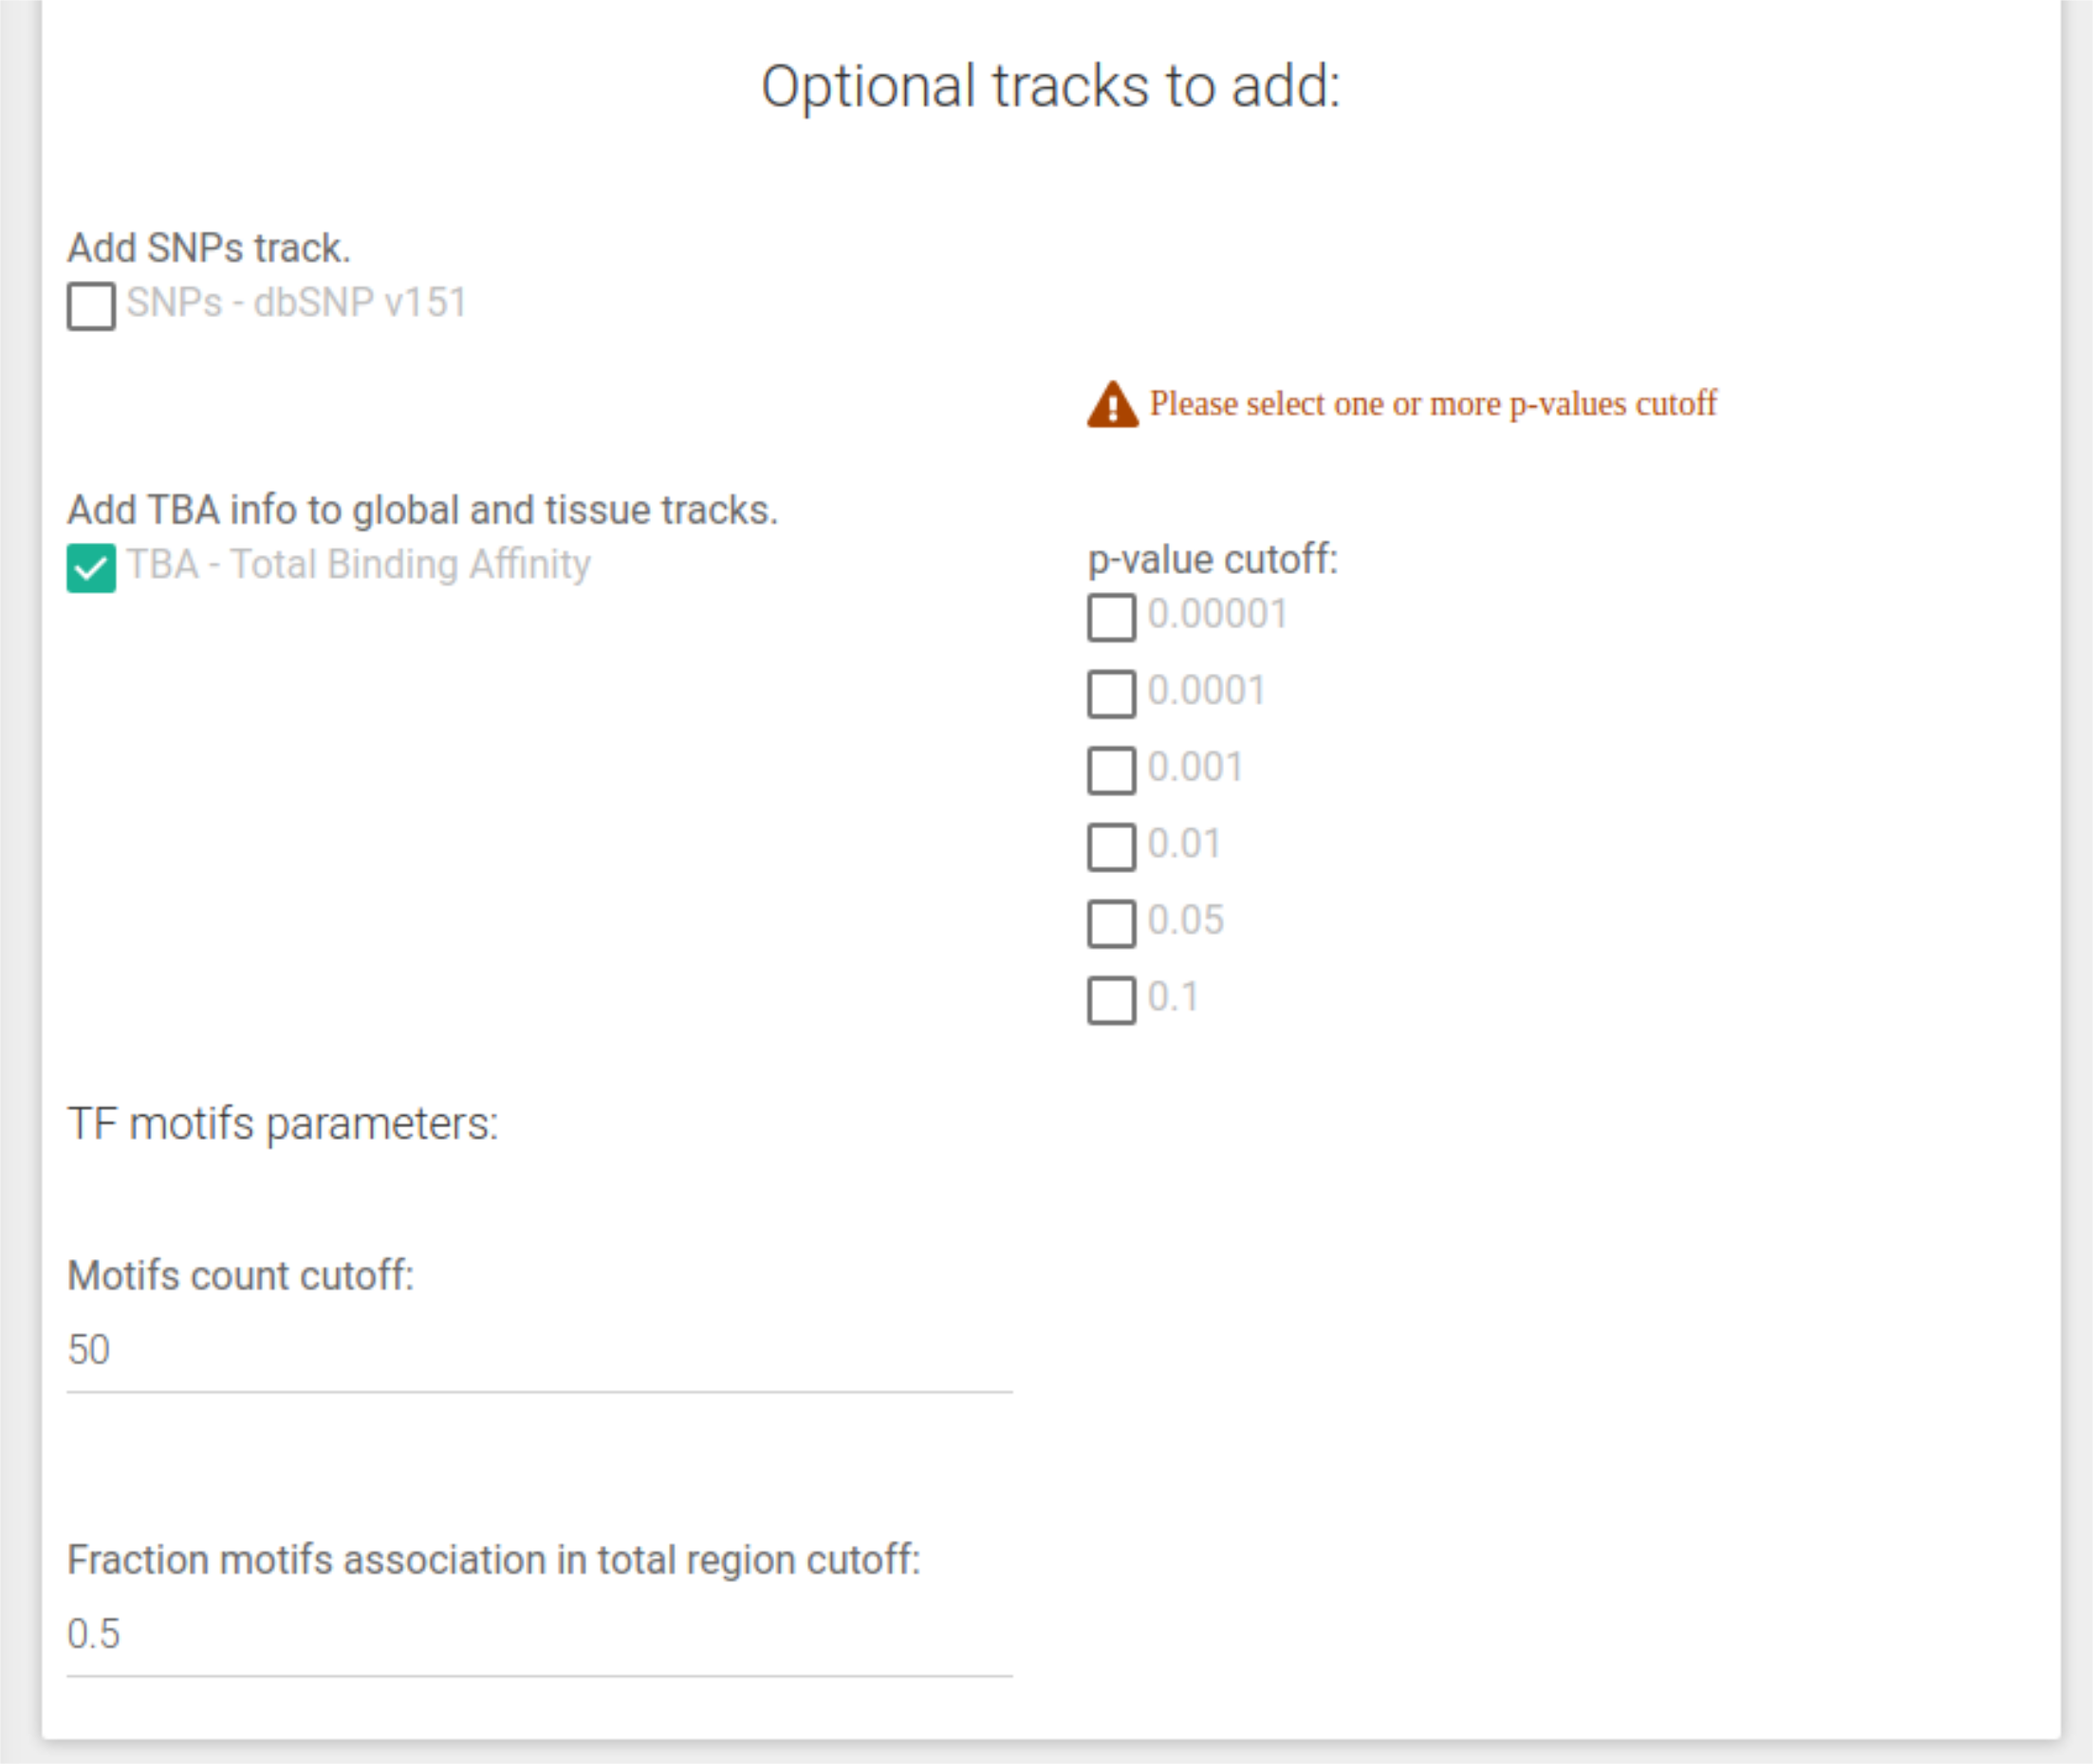 Optional tracks to add:
Add SNPs track.
SNPs - dbSNP v151
Please select one or more p-values cutoff
Add TBA info to global and tissue tracks.
TBA - Total Binding Affinity
p-value cutoff:
0.00001
0.0001
0.001
0.01
0.05
0.1
TF motifs parameters:
Motifs count cutoff:
50
Fraction motifs association in total region cutoff:
0.5